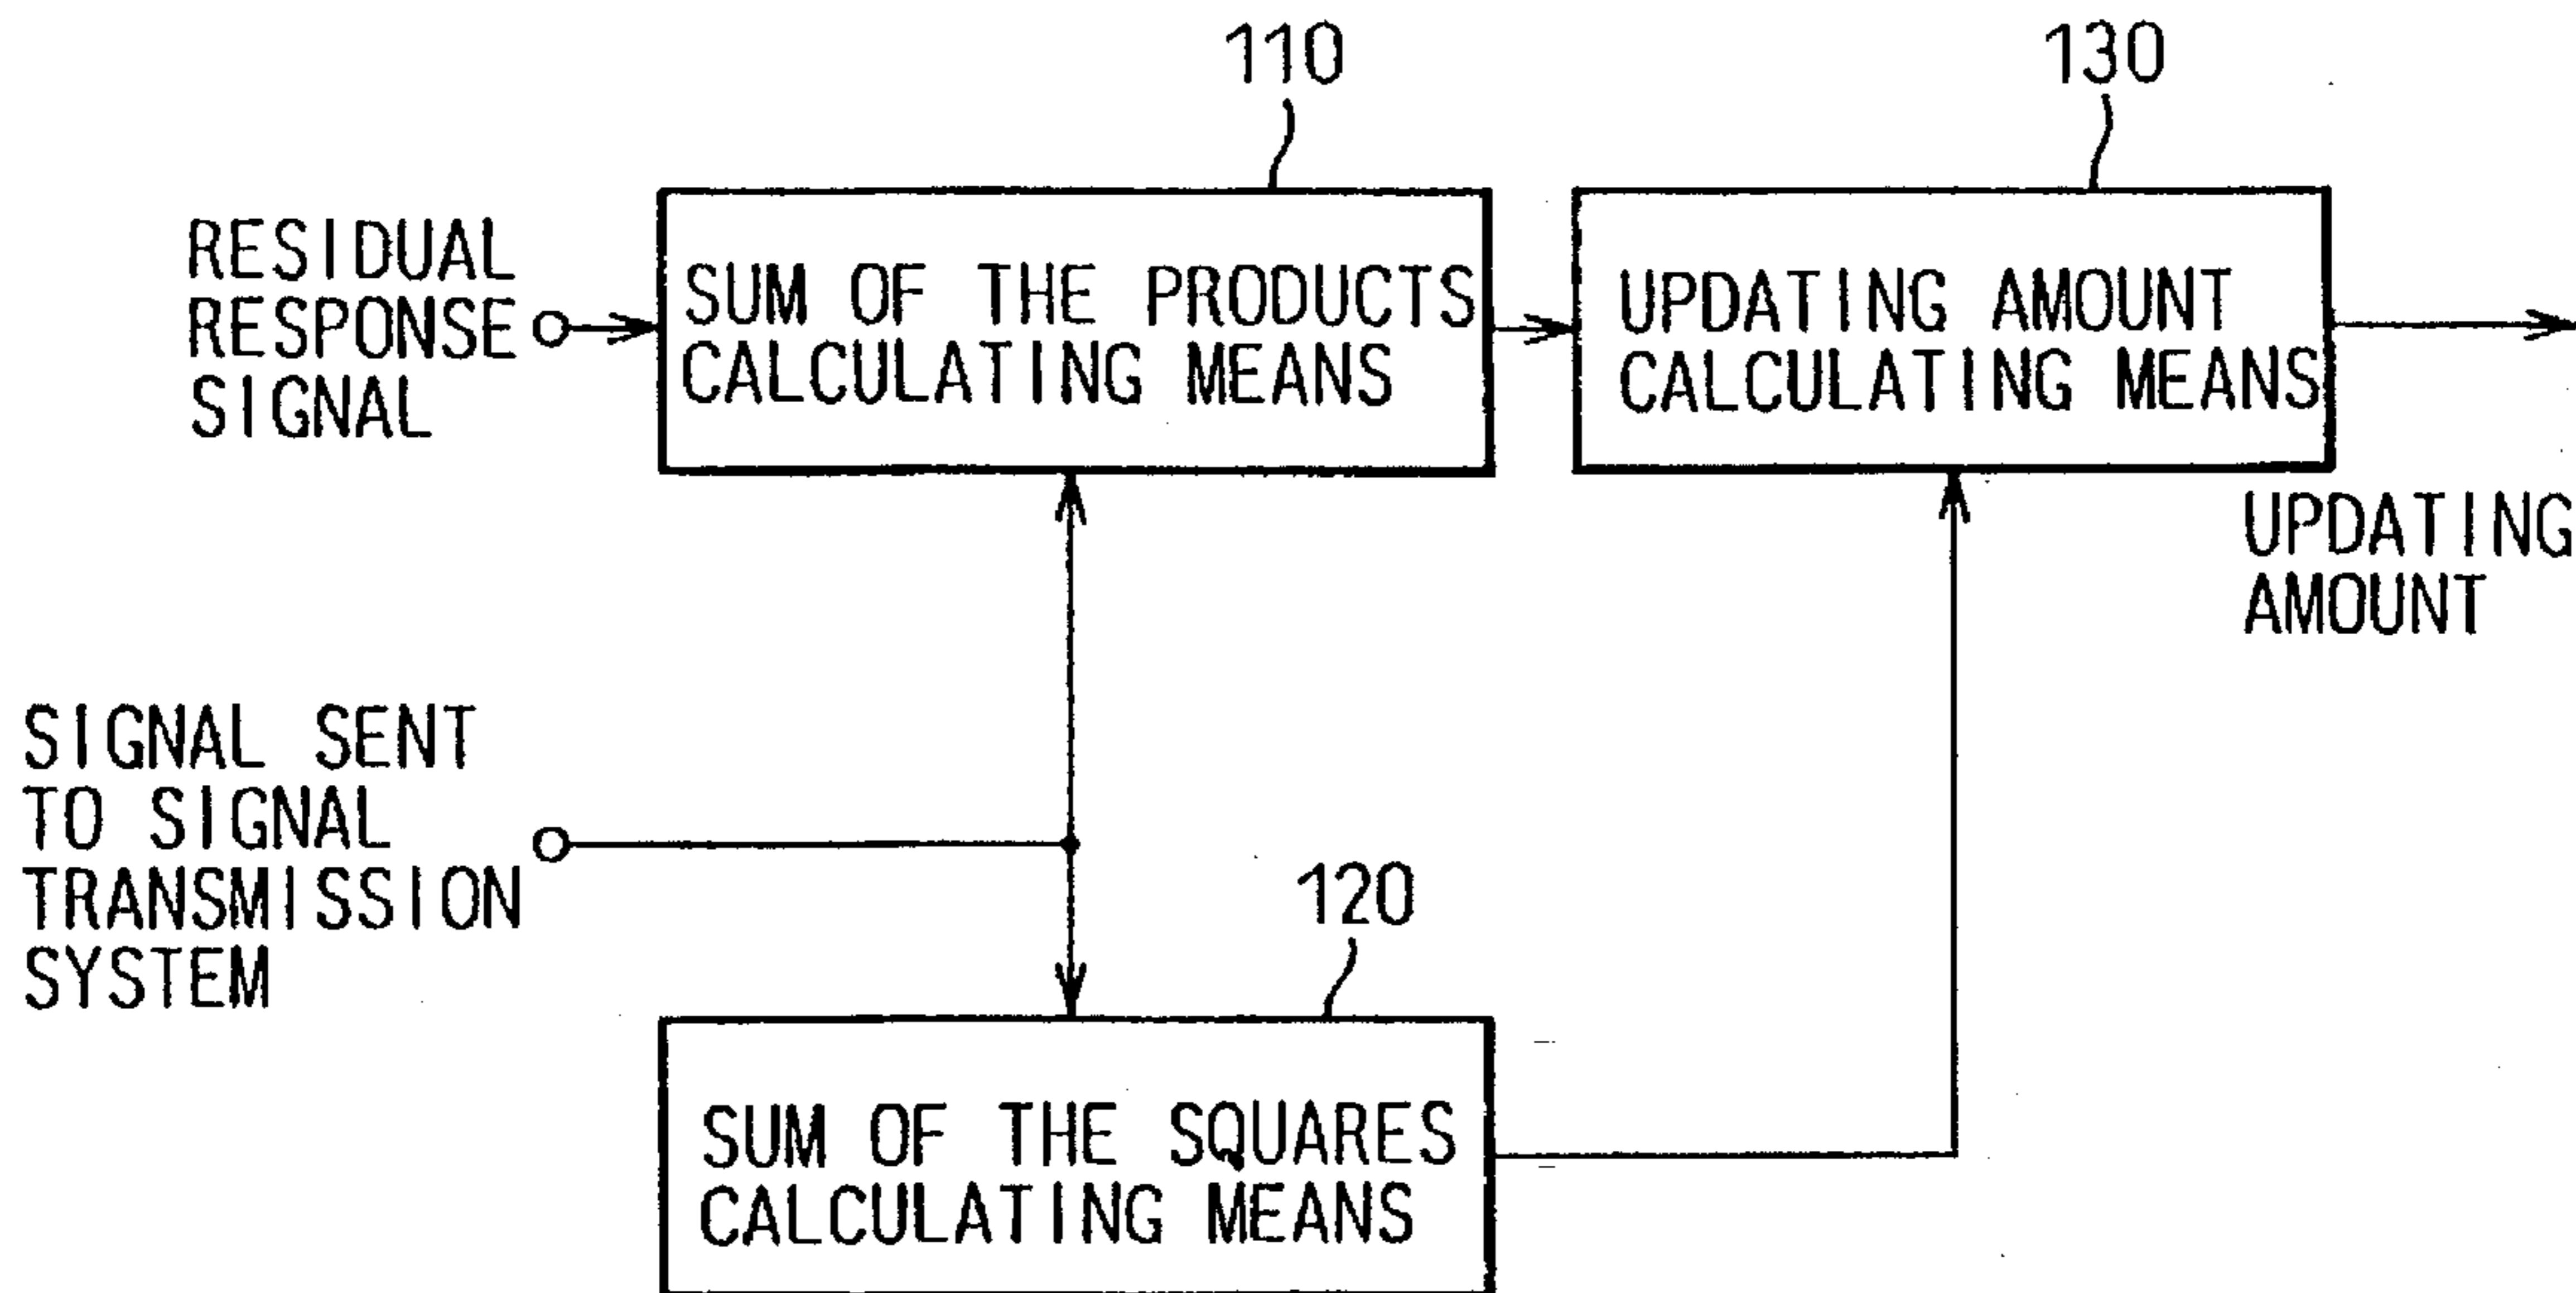 110
130
RESIDUAL
RESPONSE
SIGNAL
SUM OF THE PRODUCTS
CALCULATING MEANS
UPDATING AMOUNT
CALCULATING MEANS
UPDATING
AMOUNT
SIGNAL SENT
TO SIGNAL
TRANSMISSION
SYSTEM
120
SUM OF THE SQUARES
CALCULATING MEANS